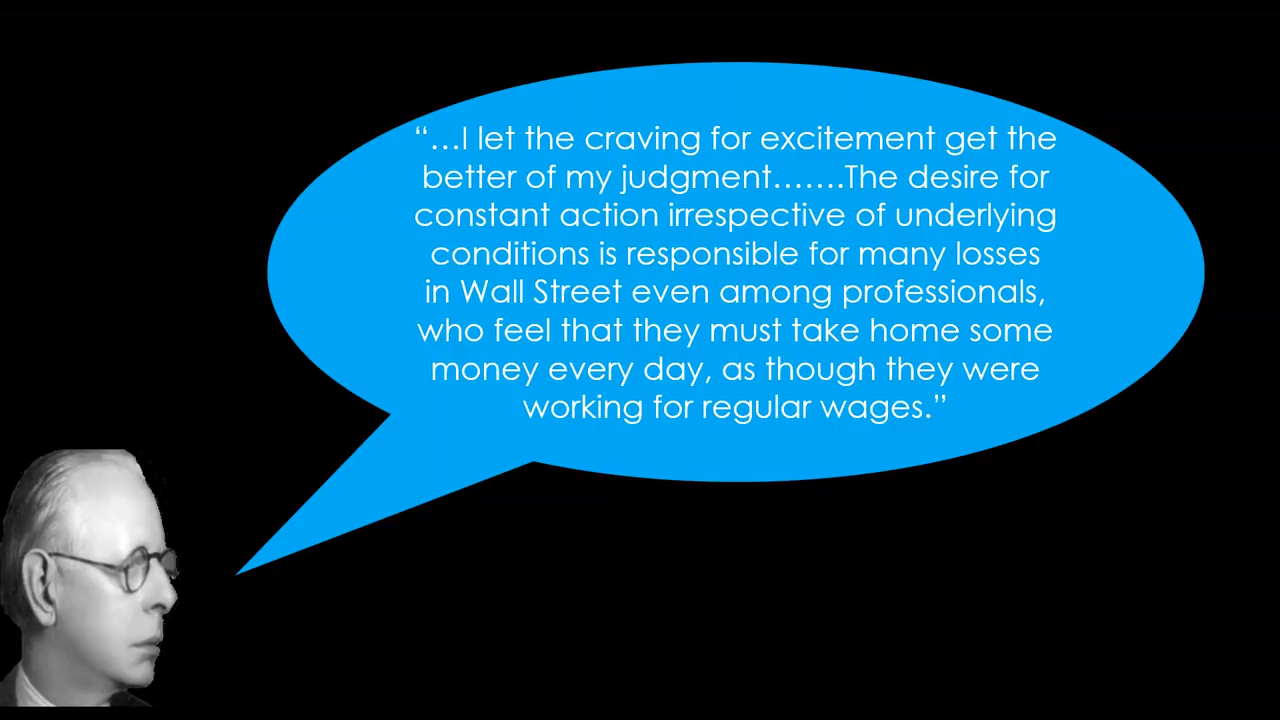 “…I let the craving for excitement get the
better of my judgment…….The desire for
constant action irrespective of underlying
conditions is responsible for many losses
in Wall Street even among professionals,
who feel that they must take home some
money every day, as though they were
working for regular wages.”